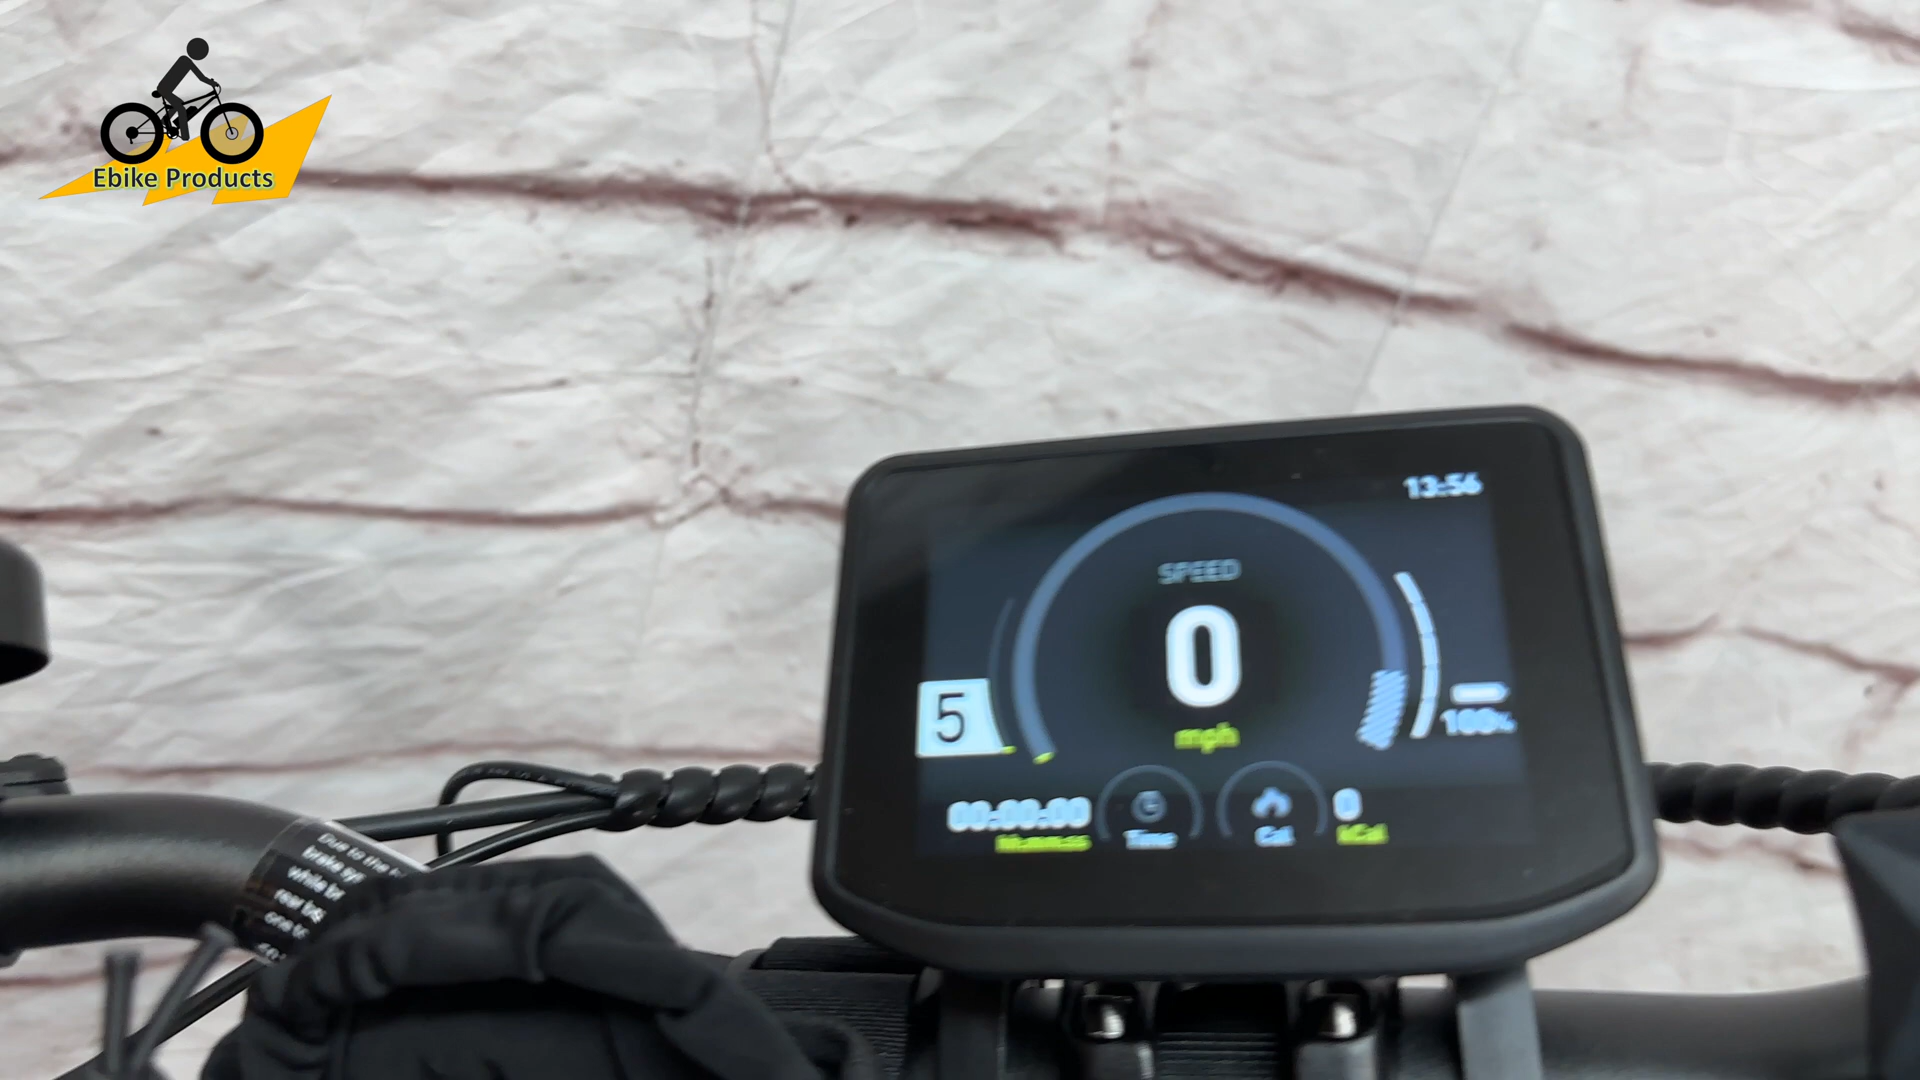 Ebike Products
13:56
SPEED
0
mph
5
100%
00:00:00
Time
Cal
0
kCal
Due to the
while